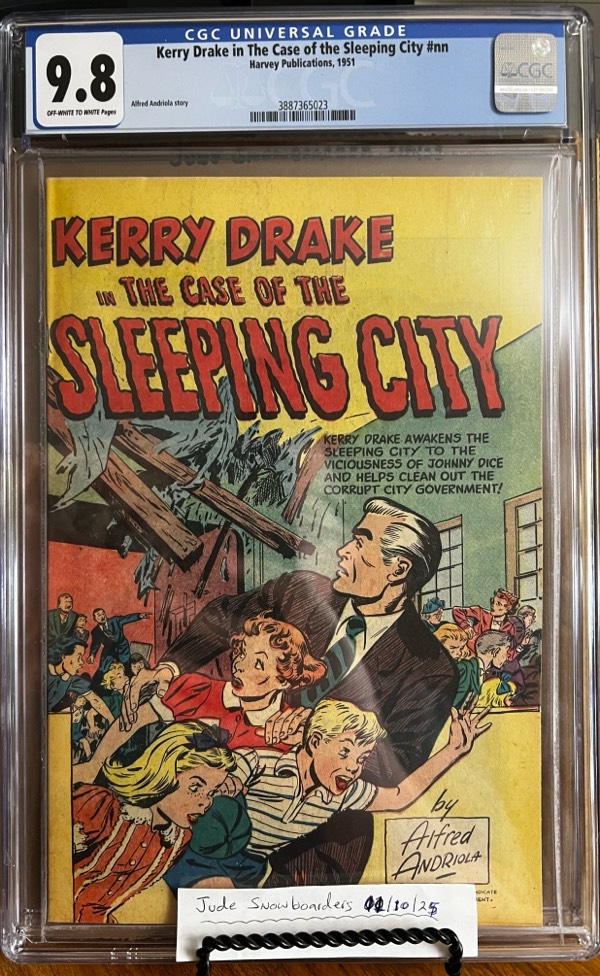 CGC UNIVERSAL GRADE
9.8
OFF-WHITE TO WHITE Pages
Kerry Drake in The Case of the Sleeping City #nn
Harvey Publications, 1951
Alfred Andriola story
3887365023
CGC
KERRY DRAKE
IN THE CASE OF THE
SLEEPING CITY
KERRY DRAKE AWAKENS THE
SLEEPING CITY TO THE
VICIOUSNESS OF JOHNNY DICE
AND HELPS CLEAN OUT THE
CORRUPT CITY GOVERNMENT!
by
Alfred
ANDRIOLA
Jude Snowboarders /10/25